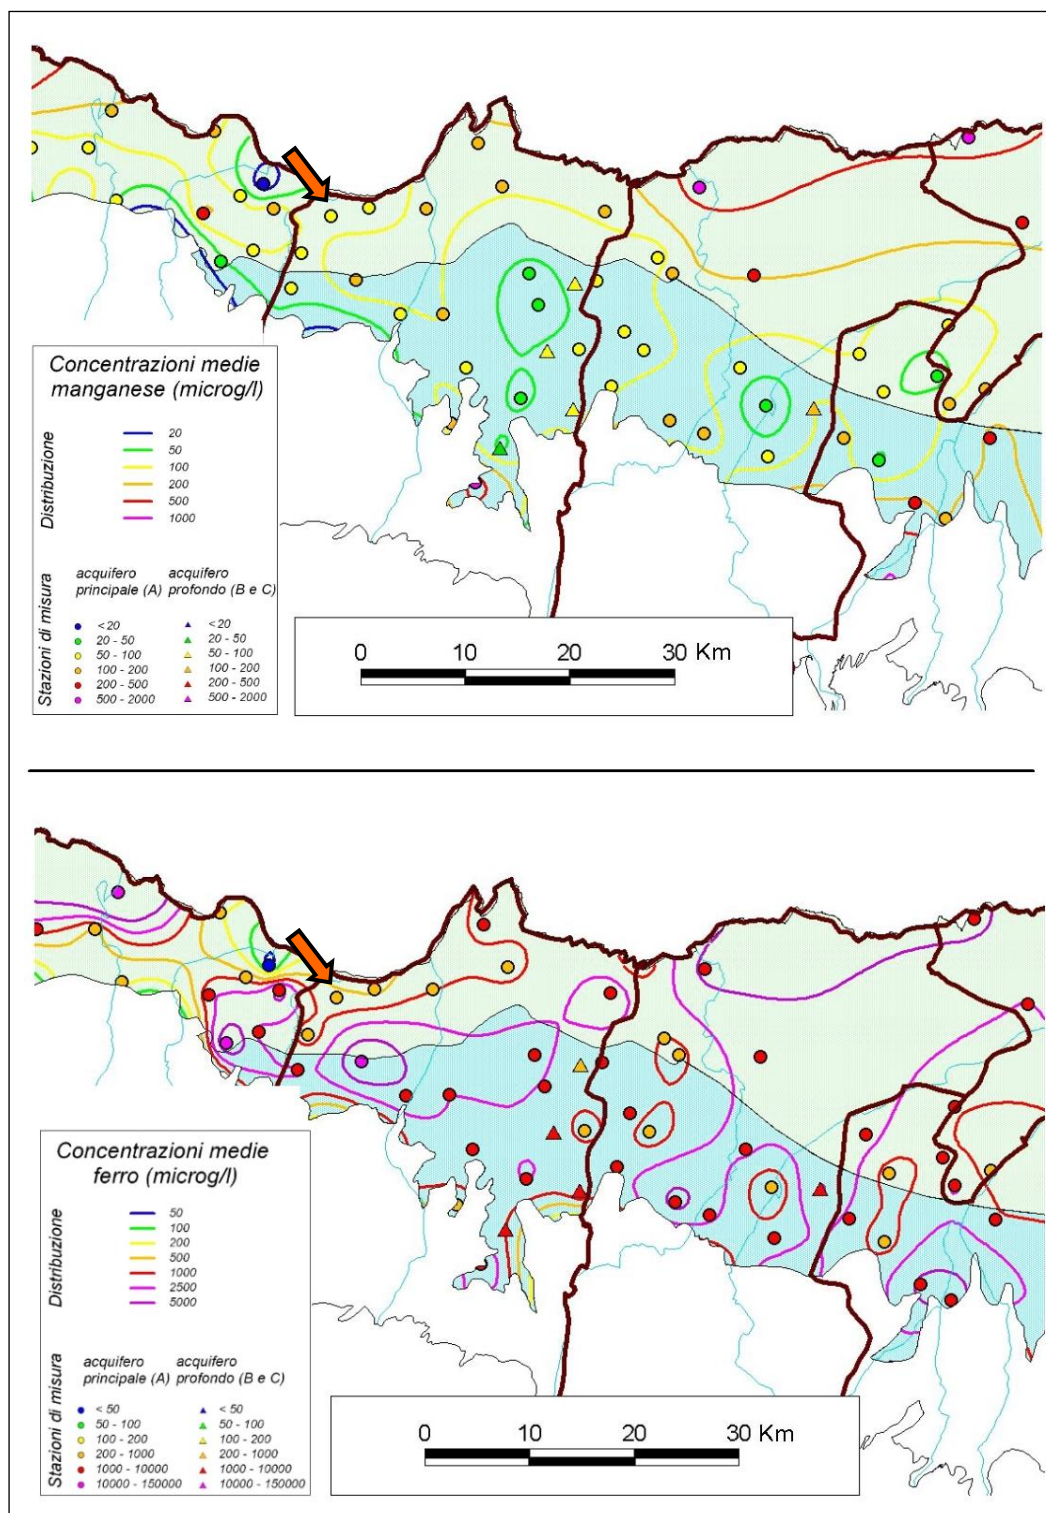 Concentrazioni medie
manganese (microg/l)
Distribuzione
20
50
100
200
500
1000
Stazioni di misura
acquifero acquifero
principale (A) profondo (B e C)
< 20 < 20
20 - 50 20 - 50
50 - 100 50 - 100
100 - 200 100 - 200
200 - 500 200 - 500
500 - 2000 500 - 2000
0 10 20 30 Km
Concentrazioni medie
ferro (microg/l)
Distribuzione
50
100
200
500
1000
2500
5000
Stazioni di misura
acquifero acquifero
principale (A) profondo (B e C)
< 50 < 50
50 - 100 50 - 100
100 - 200 100 - 200
200 - 1000 200 - 1000
1000 - 10000 1000 - 10000
10000 - 150000 10000 - 150000
0 10 20 30 Km